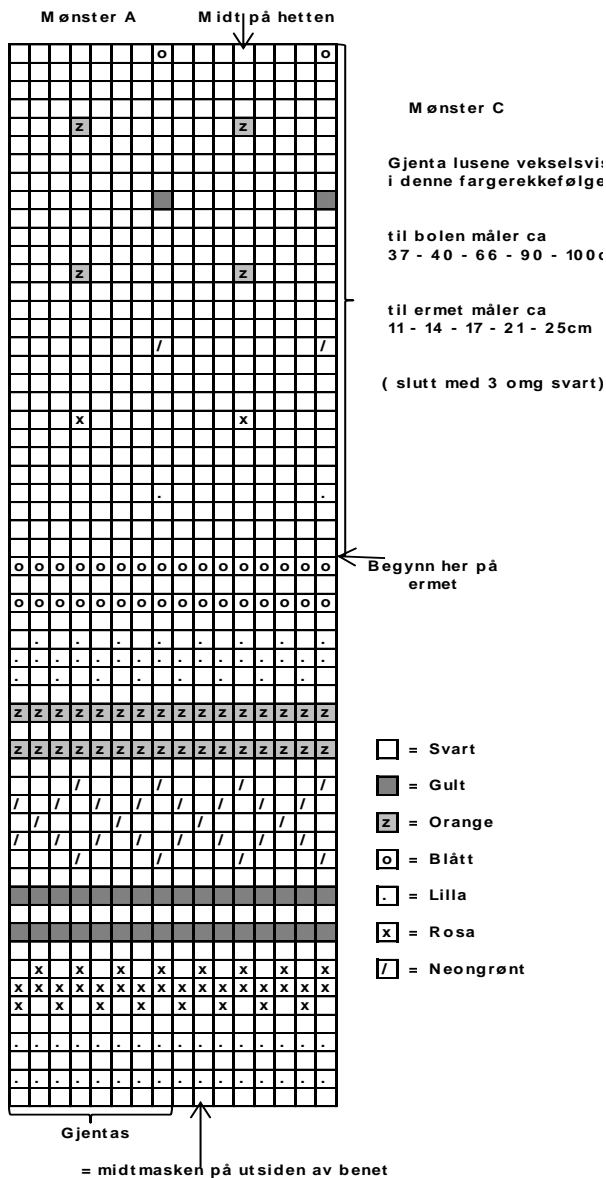 Mønster A
Midt på hetten
Mønster C
Gjenta lusene vekselsvis
i denne fargerekkefølge
til bolen måler ca
37 - 40 - 66 - 90 - 100c
til ermet måler ca
11 - 14 - 17 - 21 - 25cm
( slutt med 3 omg svart)
Begynn her på
ermet
= Svart
= Gult
z = Orange
o = Blått
. = Lilla
x = Rosa
/ = Neongrønt
Gjentas
= midtmasken på utsiden av benet